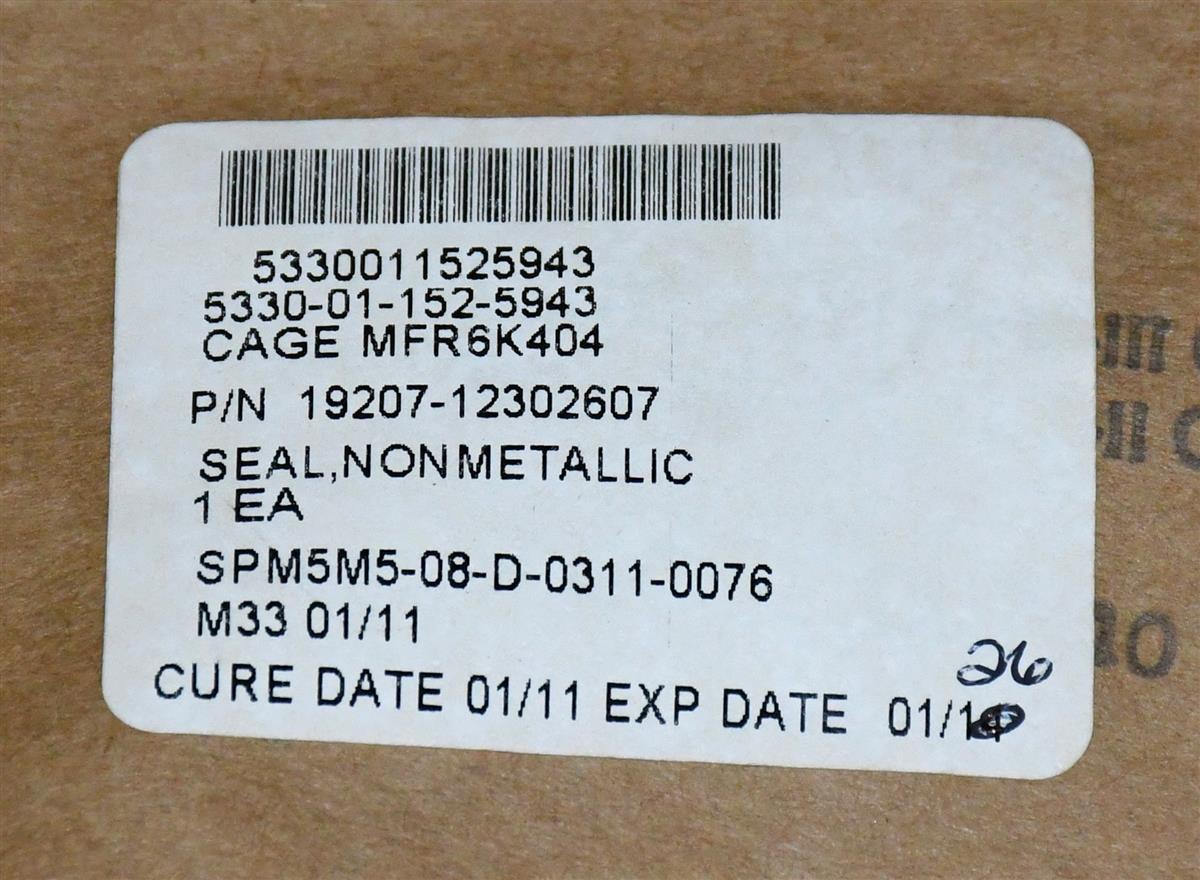 5330011525943
5330-01-152-5943
CAGE MFR6K404
P/N 19207-12302607
SEAL,NONMETALLIC
1 EA
SPM5M5-08-D-0311-0076
M33 01/11
26
CURE DATE 01/11 EXP DATE 01/1